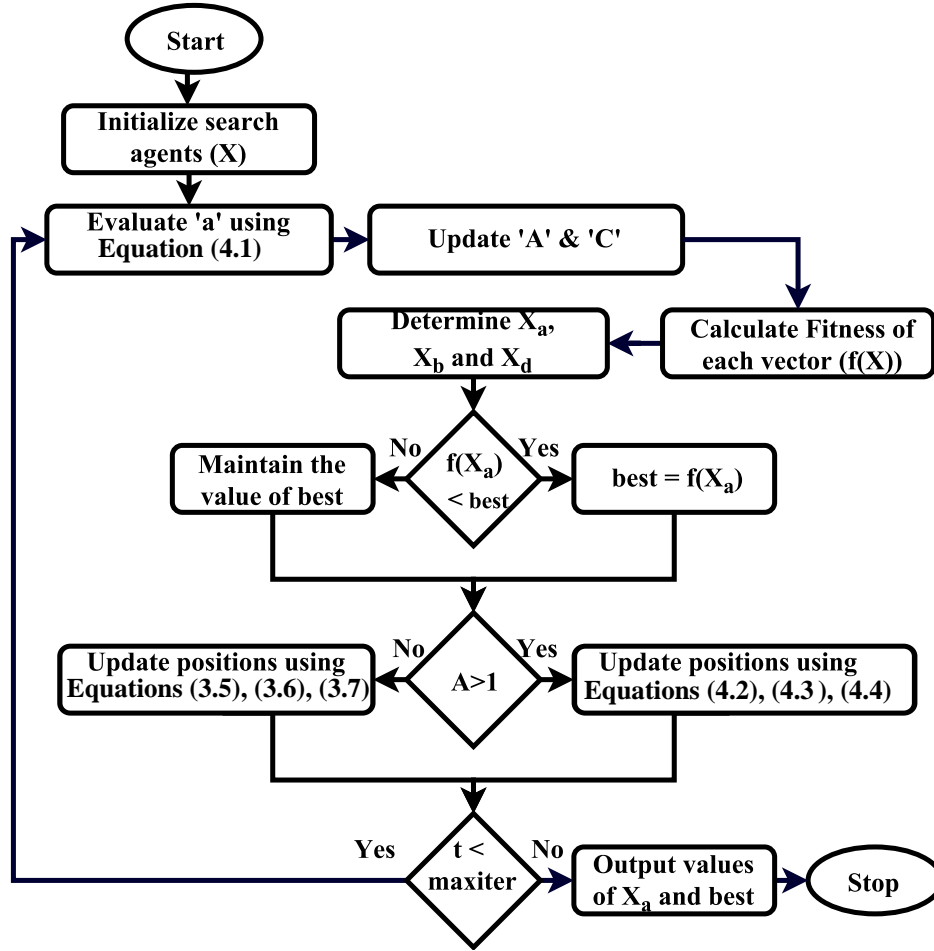 Start
Initialize search
agents (X)
Evaluate 'a' using
Equation (4.1)
Update 'A' & 'C'
Calculate Fitness of
each vector (f(X))
Determine Xa,
Xb and Xd
No
Yes
f(Xa)
< best
Maintain the
value of best
best = f(Xa)
No
Yes
A>1
Update positions using
Equations (3.5), (3.6), (3.7)
Update positions using
Equations (4.2), (4.3), (4.4)
Yes
No
t <
maxiter
Output values
of Xa and best
Stop